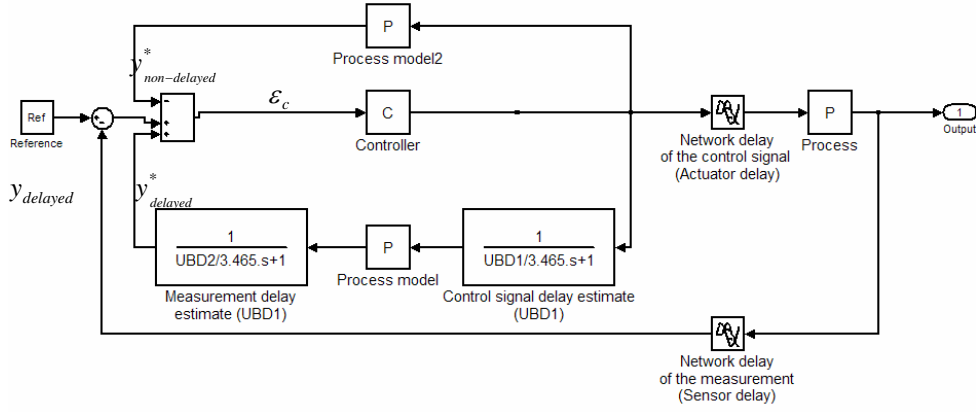 P
Process model2
y*non-delayed
εc
Ref
Reference
- + +
C
Controller
Network delay
of the control signal
(Actuator delay)
P
Process
1
Output
ydelayed
y*delayed
1
UBD2/3.465.s+1
Measurement delay
estimate (UBD1)
P
Process model
1
UBD1/3.465.s+1
Control signal delay estimate
(UBD1)
Network delay
of the measurement
(Sensor delay)